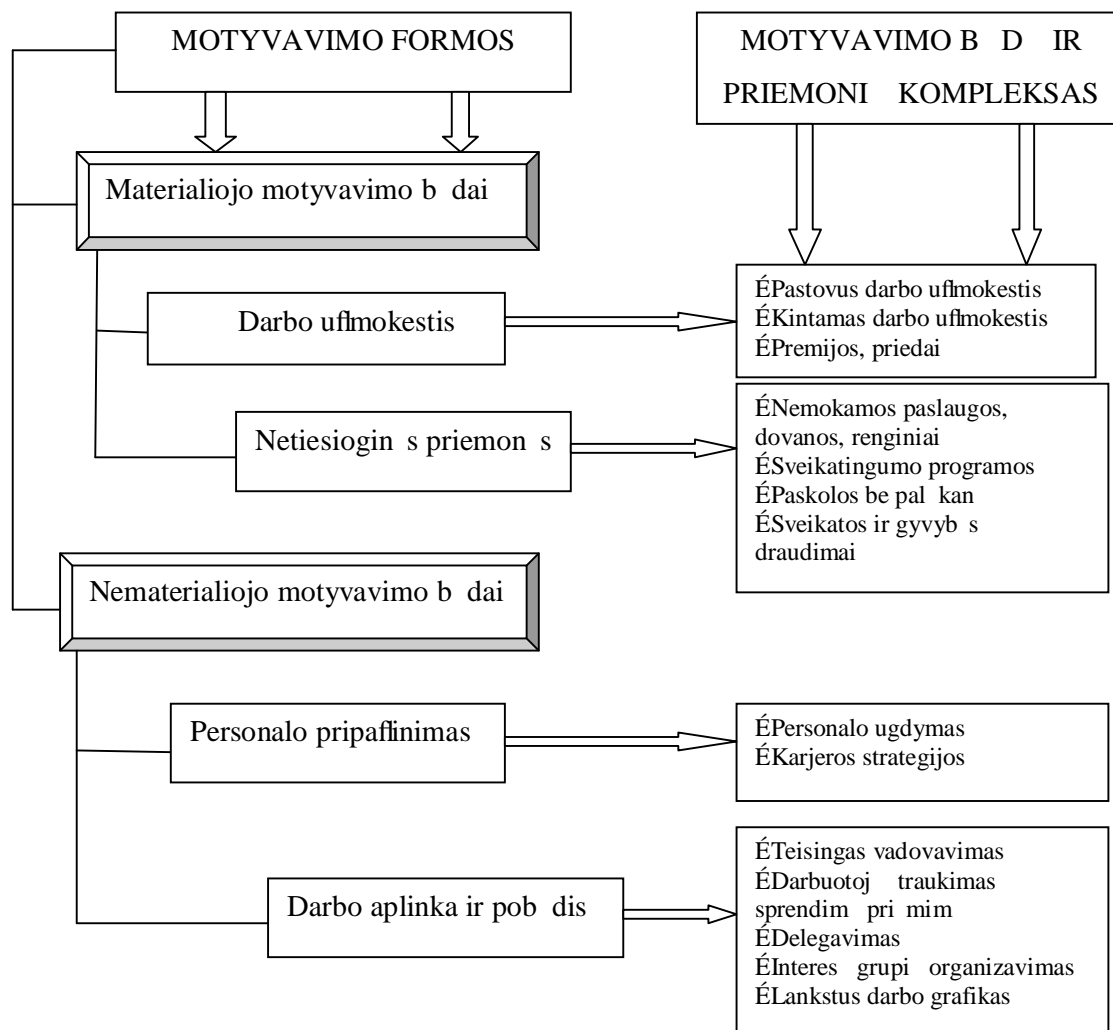 MOTYVAVIMO FORMOS
MOTYVAVIMO B D IR
PRIEMONI KOMPLEKSAS
Materialiojo motyvavimo b dai
Darbo uflmokestis
ÉPastovus darbo uflmokestis
ÉKintamas darbo uflmokestis
ÉPremijos, priedai
Netiesiogin s priemon s
ÉNemokamos paslaugos,
dovanos, renginiai
ÉSveikatingumo programos
ÉPaskolos be pal kan
ÉSveikatos ir gyvyb s
draudimai
Nematerialiojo motyvavimo b dai
Personalo pripaflinimas
ÉPersonalo ugdymas
ÉKarjeros strategijos
Darbo aplinka ir pob dis
ÉTeisingas vadovavimas
ÉDarbuotoj traukimas
sprendim pri mim
ÉDelegavimas
ÉInteres grupi organizavimas
ÉLankstus darbo grafikas